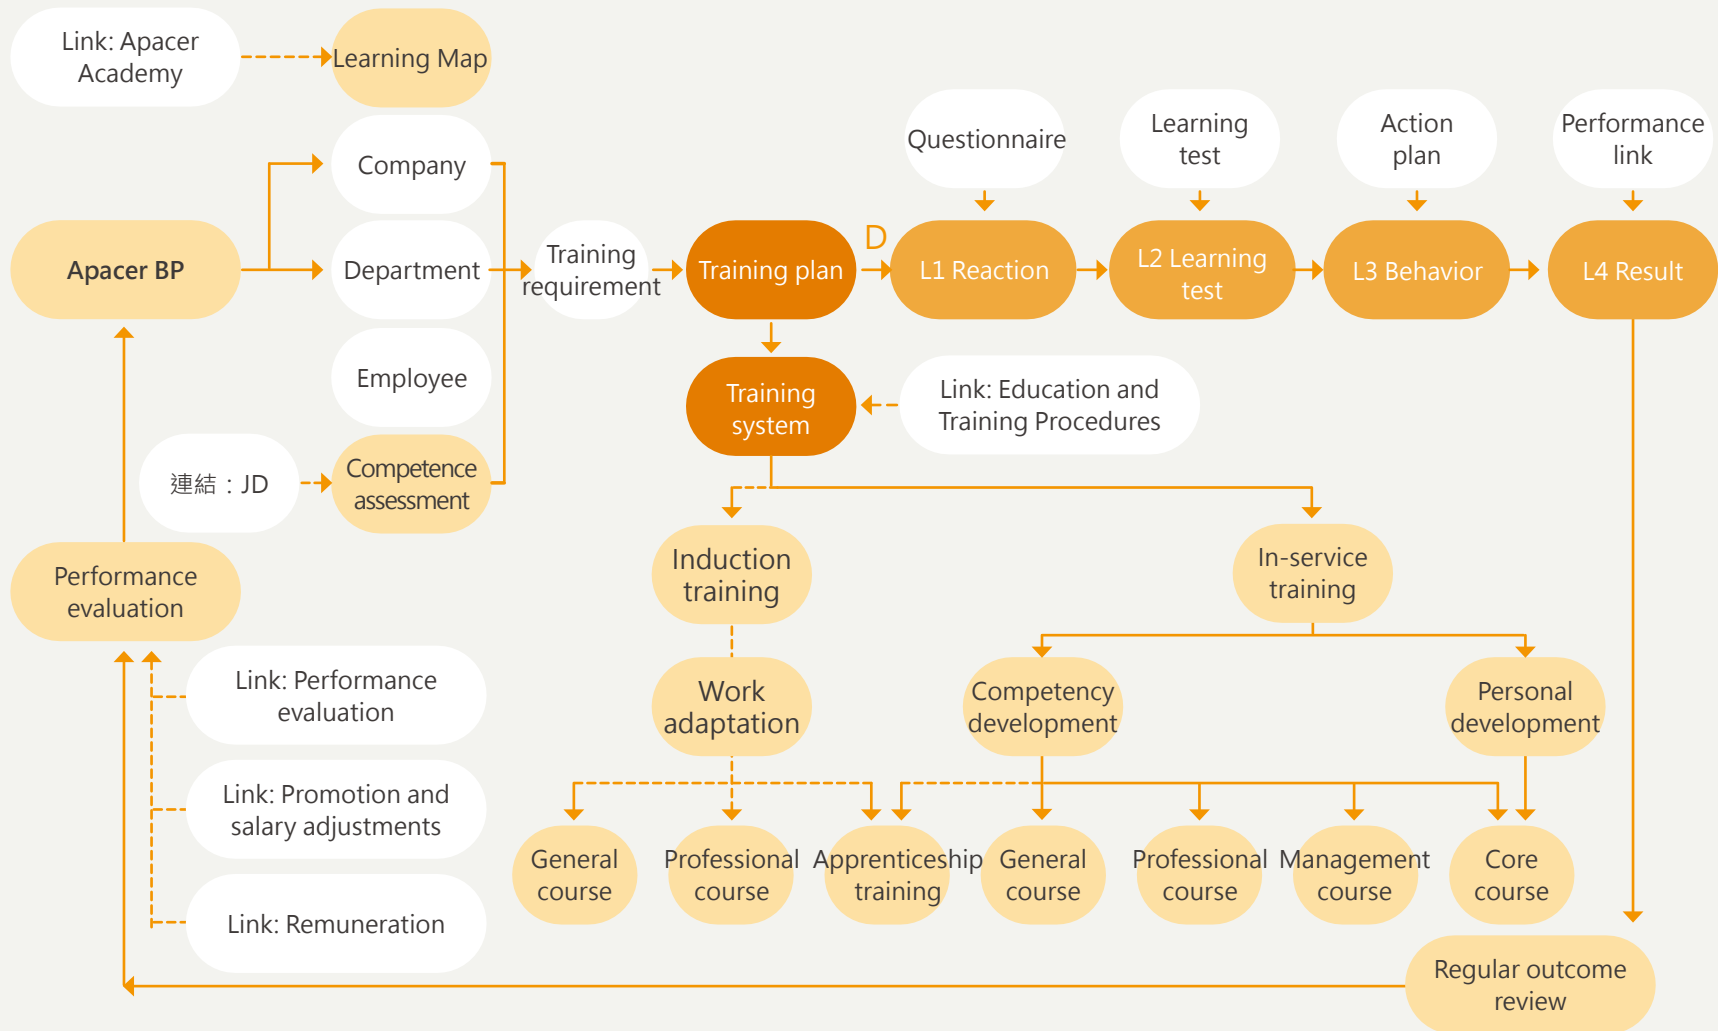 Link: Apacer
Academy
Learning Map
Company
Questionnaire
Learning
test
Action
plan
Performance
link
Apacer BP
Department
Training
requirement
Training plan
D
L1 Reaction
L2 Learning
test
L3 Behavior
L4 Result
Employee
Training
system
Link: Education and
Training Procedures
連結：JD
Competence
assessment
Performance
evaluation
Induction
training
In-service
training
Link: Performance
evaluation
Work
adaptation
Competency
development
Personal
development
Link: Promotion and
salary adjustments
General
course
Professional
course
Apprenticeship
training
General
course
Professional
course
Management
course
Core
course
Link: Remuneration
Regular outcome
review